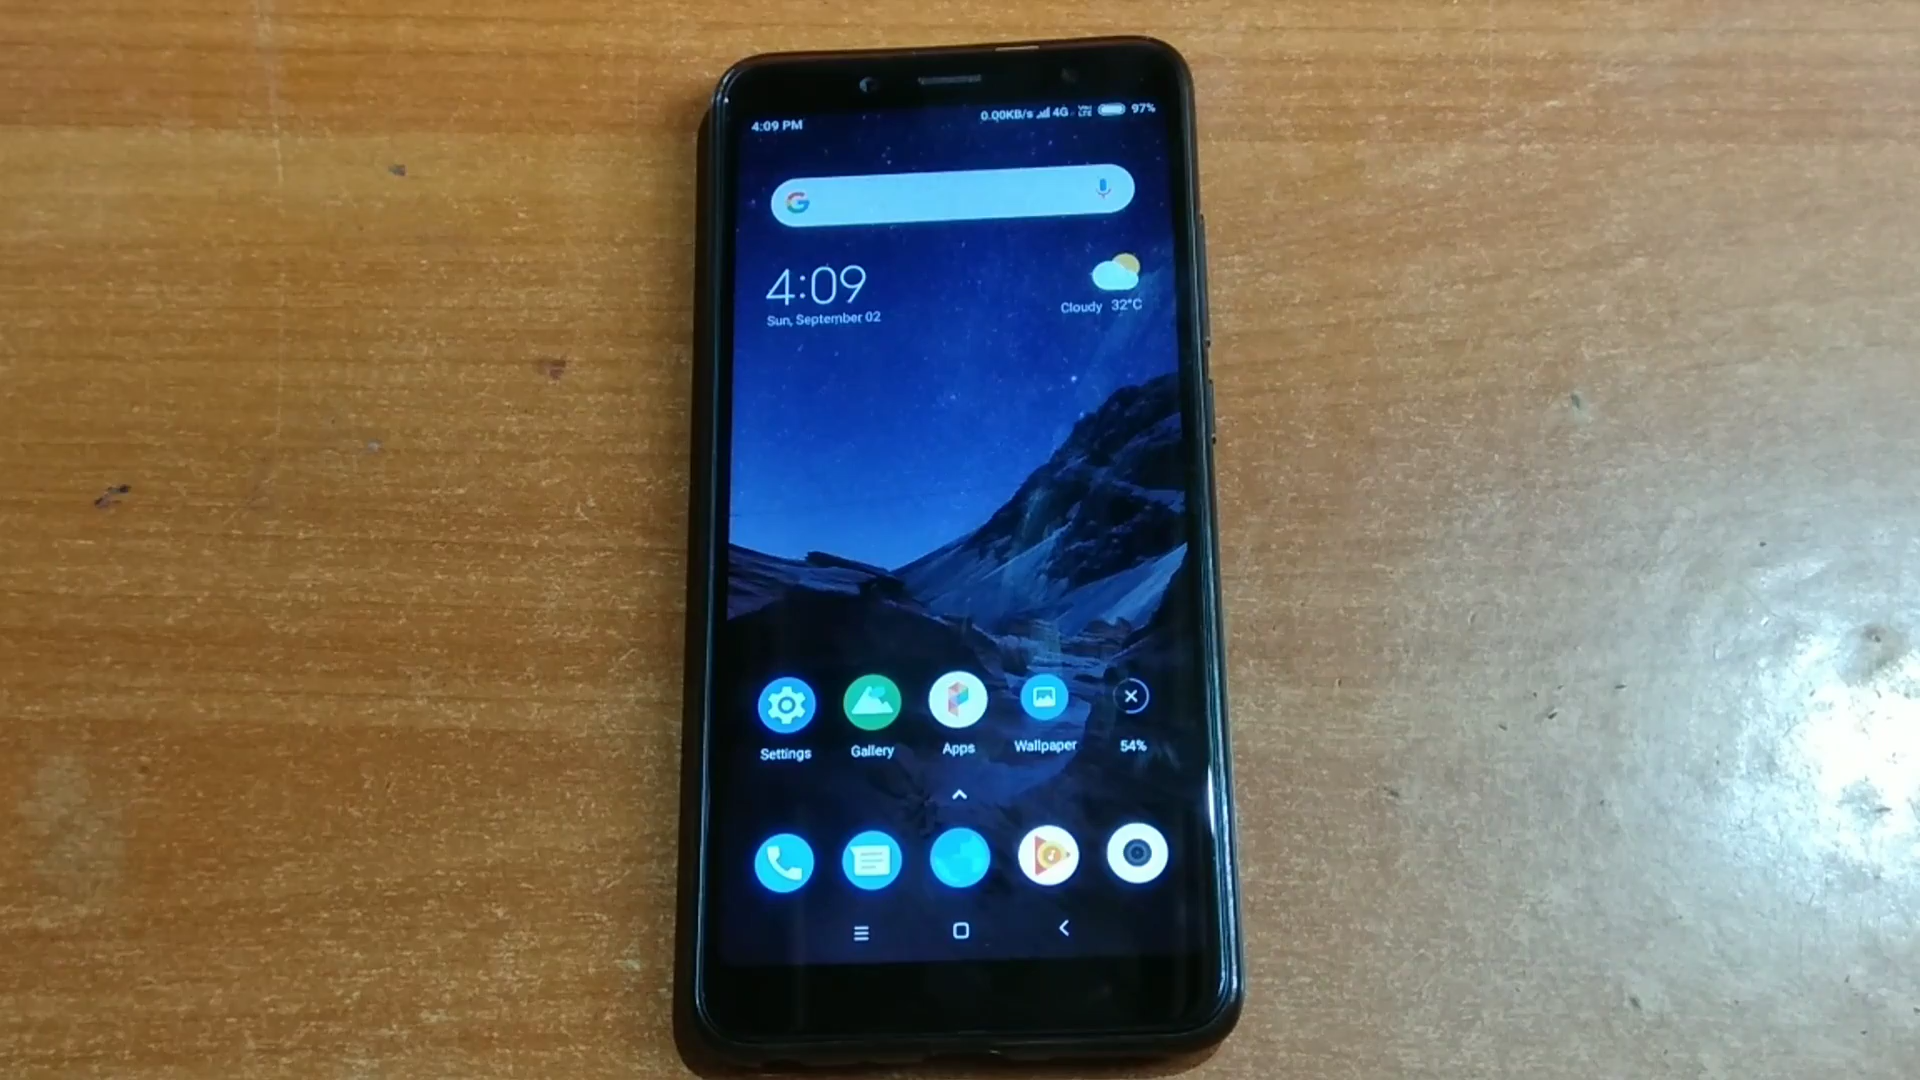 4:09 PM
0.00KB/s 4G VoLTE 97%
4:09
Sun, September 02
Cloudy 32°C
Settings
Gallery
Apps
Wallpaper
54%